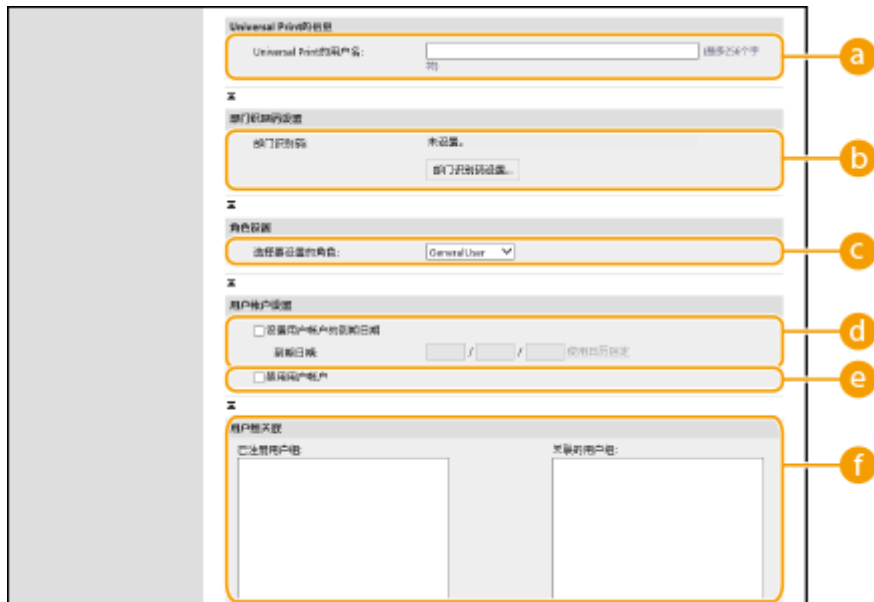 Universal Print的信息
Universal Print的用户名:
(最多256个字
符)
a
部门识别码设置
部门识别码:
未设置。
部门识别码设置...
b
角色设置
选择要设置的角色:
GeneralUser
c
用户帐户设置
设置用户帐户的到期日期
到期日期:
/
/
使用日历指定
d
禁用用户帐户
e
用户组关联
已注册用户组:
关联的用户组:
f